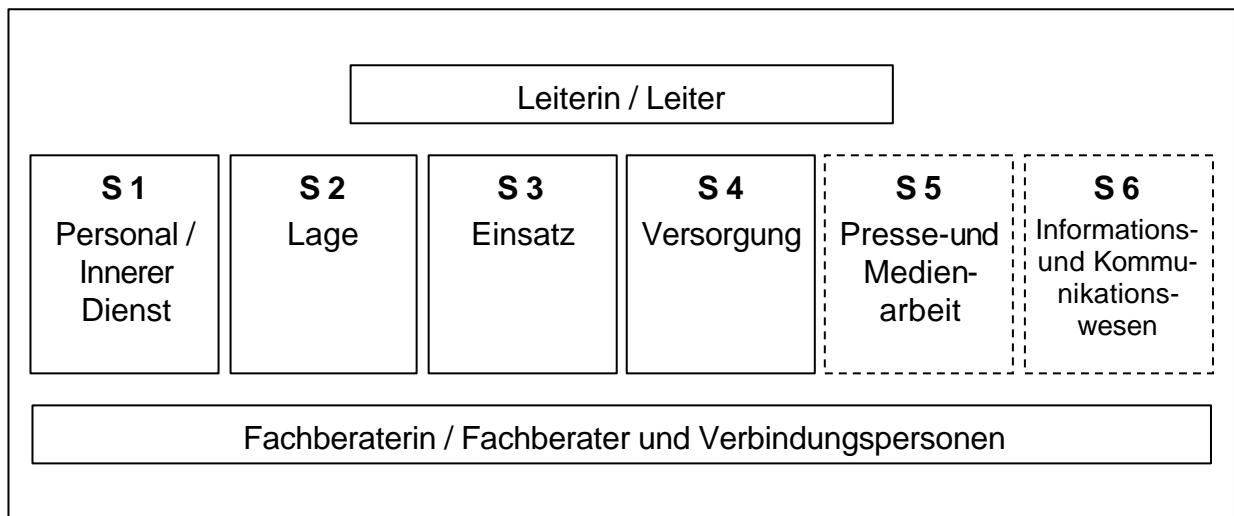 Leiterin / Leiter
S 1
Personal /
Innerer
Dienst
S 2
Lage
S 3
Einsatz
S 4
Versorgung
S 5
Presse-und
Medien-
arbeit
S 6
Informations-
und Kommu-
nikations-
wesen
Fachberaterin / Fachberater und Verbindungspersonen